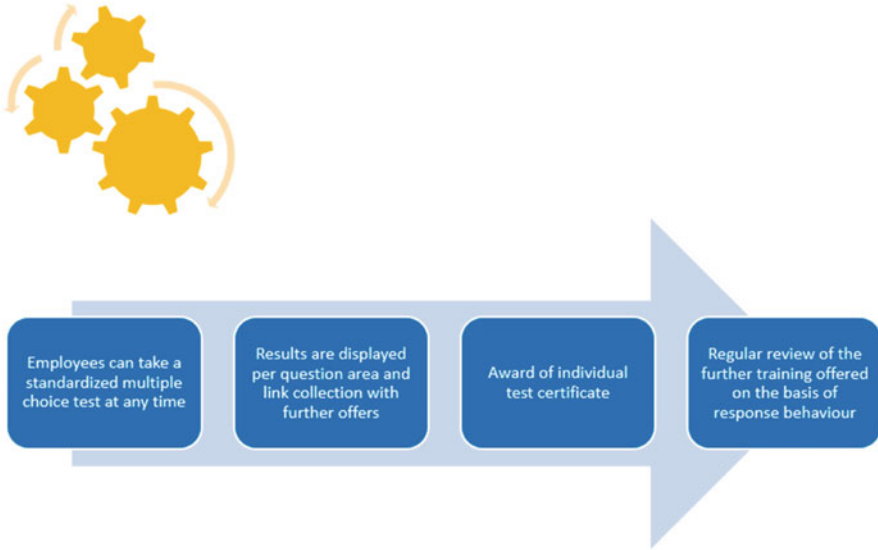 Employees can take a
standardized multiple
choice test at any time
Results are displayed
per question area and
link collection with
further offers
Award of individual
test certificate
Regular review of the
further training offered
on the basis of
response behaviour